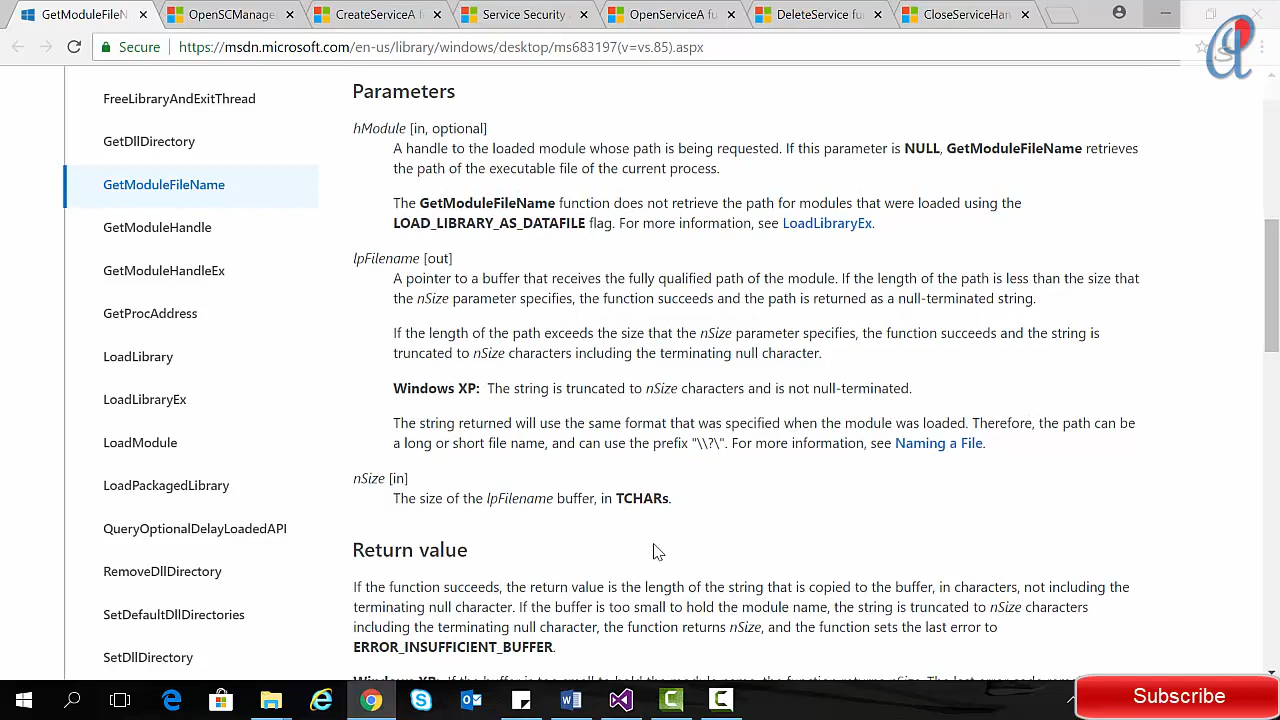 GetModuleFileN
OpenSCManage
CreateServiceA f
Service Security
OpenServiceA fu
DeleteService fun
CloseServiceHan
Secure
https://msdn.microsoft.com/en-us/library/windows/desktop/ms683197(v=vs.85).aspx
FreeLibraryAndExitThread
GetDllDirectory
GetModuleFileName
GetModuleHandle
GetModuleHandleEx
GetProcAddress
LoadLibrary
LoadLibraryEx
LoadModule
LoadPackagedLibrary
QueryOptionalDelayLoadedAPI
RemoveDllDirectory
SetDefaultDllDirectories
SetDllDirectory
Parameters
hModule [in, optional]
A handle to the loaded module whose path is being requested. If this parameter is NULL, GetModuleFileName retrieves
the path of the executable file of the current process.
The GetModuleFileName function does not retrieve the path for modules that were loaded using the
LOAD_LIBRARY_AS_DATAFILE flag. For more information, see LoadLibraryEx.
lpFilename [out]
A pointer to a buffer that receives the fully qualified path of the module. If the length of the path is less than the size that
the nSize parameter specifies, the function succeeds and the path is returned as a null-terminated string.
If the length of the path exceeds the size that the nSize parameter specifies, the function succeeds and the string is
truncated to nSize characters including the terminating null character.
Windows XP: The string is truncated to nSize characters and is not null-terminated.
The string returned will use the same format that was specified when the module was loaded. Therefore, the path can be
a long or short file name, and can use the prefix "\\?\". For more information, see Naming a File.
nSize [in]
The size of the lpFilename buffer, in TCHARs.
Return value
If the function succeeds, the return value is the length of the string that is copied to the buffer, in characters, not including the
terminating null character. If the buffer is too small to hold the module name, the string is truncated to nSize characters
including the terminating null character, the function returns nSize, and the function sets the last error to
ERROR_INSUFFICIENT_BUFFER.
Subscribe